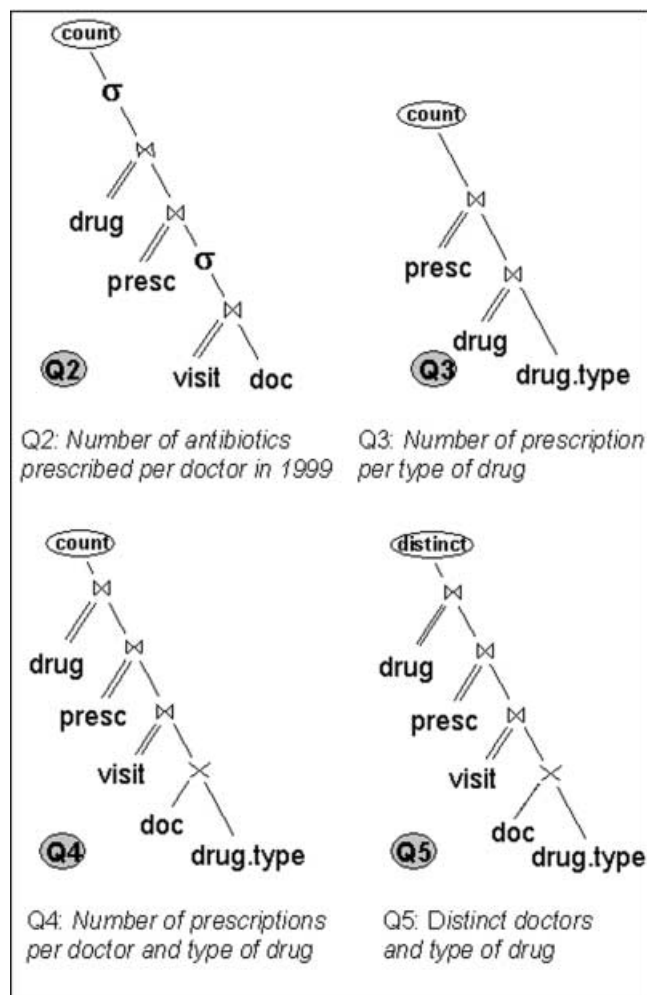 count
σ
⋈
drug
⋈
presc
σ
⋈
visit
doc
Q2
Q2: Number of antibiotics
prescribed per doctor in 1999
count
⋈
presc
⋈
drug
drug.type
Q3
Q3: Number of prescription
per type of drug
count
⋈
drug
⋈
presc
⋈
visit
×
doc
drug.type
Q4
Q4: Number of prescriptions
per doctor and type of drug
distinct
⋈
drug
⋈
presc
⋈
visit
×
doc
drug.type
Q5
Q5: Distinct doctors
and type of drug